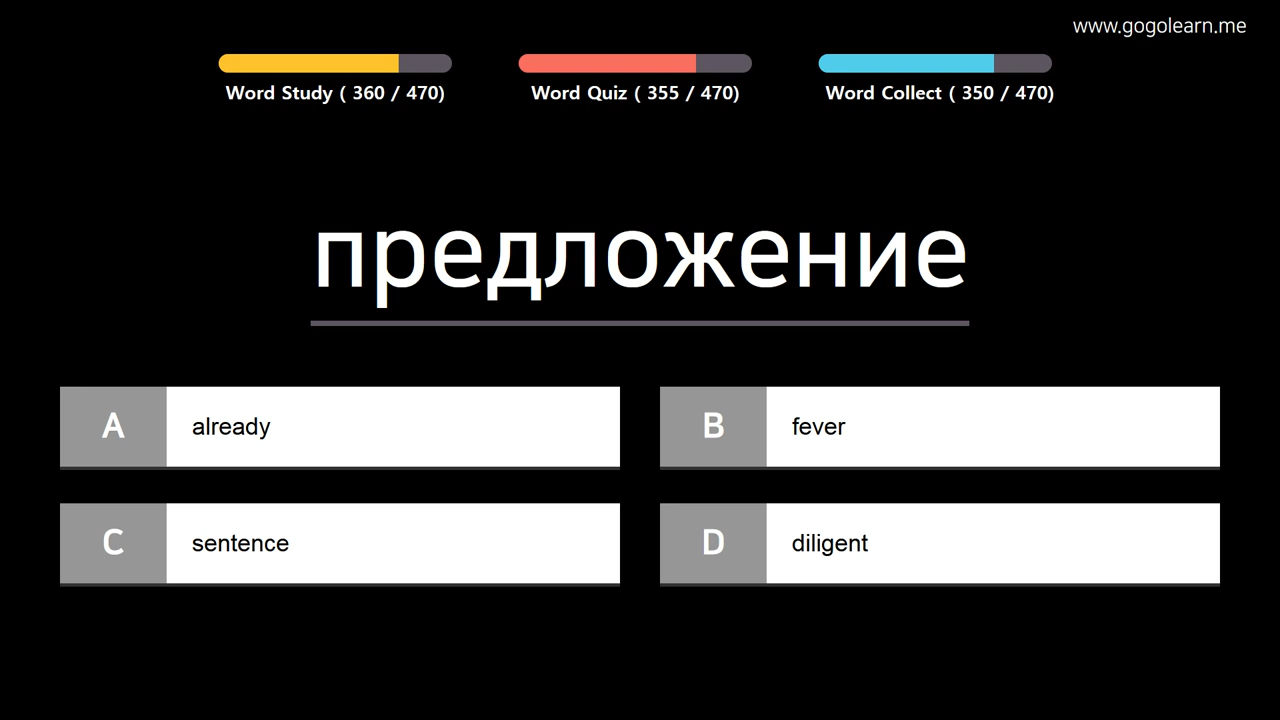 www.gogolearn.me
Word Study ( 360 / 470)
Word Quiz ( 355 / 470)
Word Collect ( 350 / 470)
предложение
A already
B fever
C sentence
D diligent